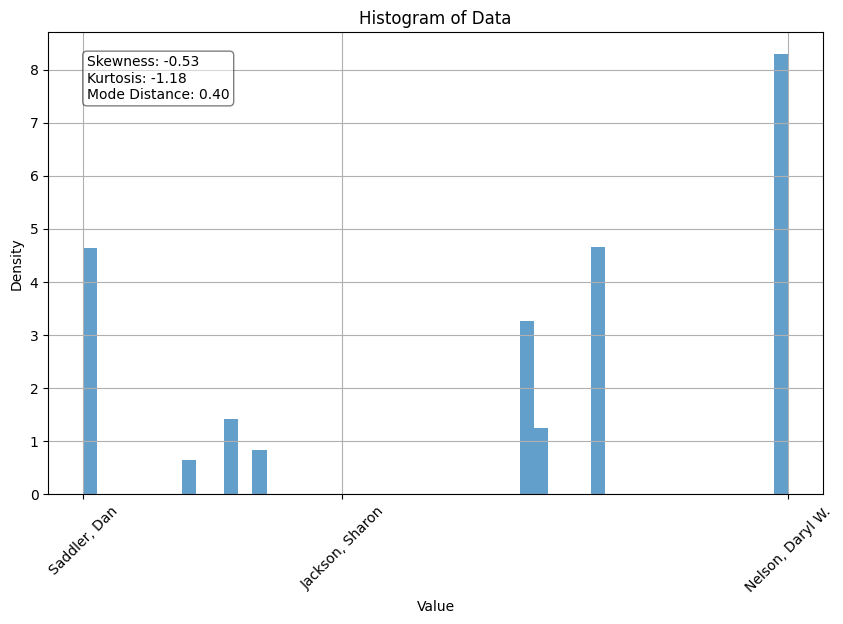 Histogram of Data
Skewness: -0.53
Kurtosis: -1.18
Mode Distance: 0.40
Density
8
7
6
5
4
3
2
1
0
Saddler, Dan
Jackson, Sharon
Nelson, Daryl W.
Value